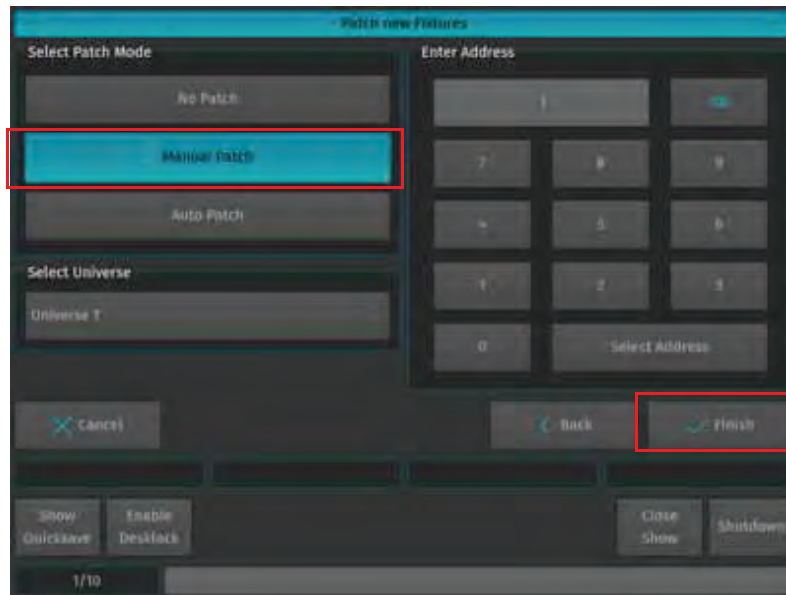 Patch new Fixtures
Select Patch Mode
No Patch
Manual Patch
Auto Patch
Select Universe
Universe 1
Enter Address
1
7
8
9
4
5
6
1
2
3
0
Select Address
Cancel
Back
Finish
Show
Quicksave
Enable
Desklock
Close
Show
Shutdown
1/10